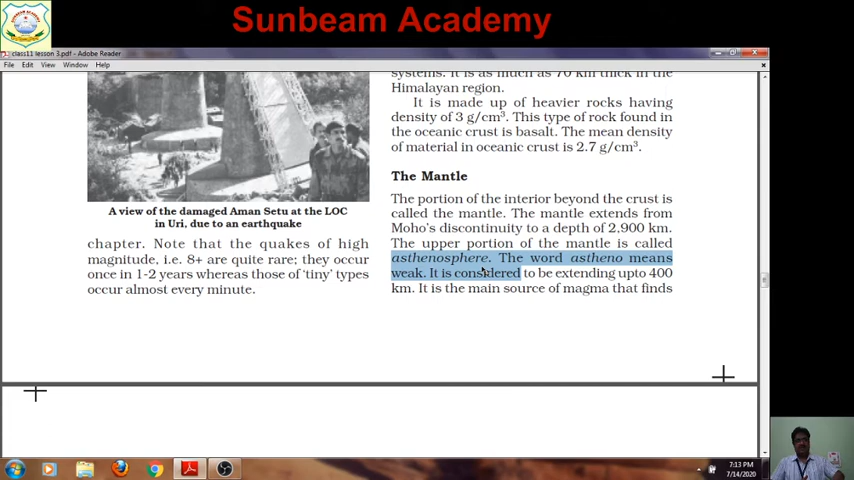 Sunbeam Academy
class11 lesson 3.pdf - Adobe Reader
File Edit View Window Help
A view of the damaged Aman Setu at the LOC
in Uri, due to an earthquake
chapter. Note that the quakes of high
magnitude, i.e. 8+ are quite rare; they occur
once in 1-2 years whereas those of ‘tiny’ types
occur almost every minute.
systems. It is as much as 70 km thick in the
Himalayan region.
It is made up of heavier rocks having
density of 3 g/cm³. This type of rock found in
the oceanic crust is basalt. The mean density
of material in oceanic crust is 2.7 g/cm³.
The Mantle
The portion of the interior beyond the crust is
called the mantle. The mantle extends from
Moho’s discontinuity to a depth of 2,900 km.
The upper portion of the mantle is called
asthenosphere. The word astheno means
weak. It is considered to be extending upto 400
km. It is the main source of magma that finds
7:13 PM
7/14/2020